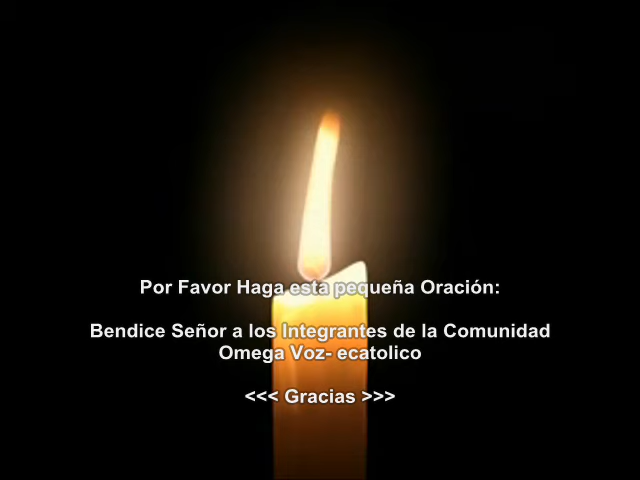 Por Favor Haga esta pequeña Oración:
Bendice Señor a los Integrantes de la Comunidad
Omega Voz- ecatolico
<<< Gracias >>>